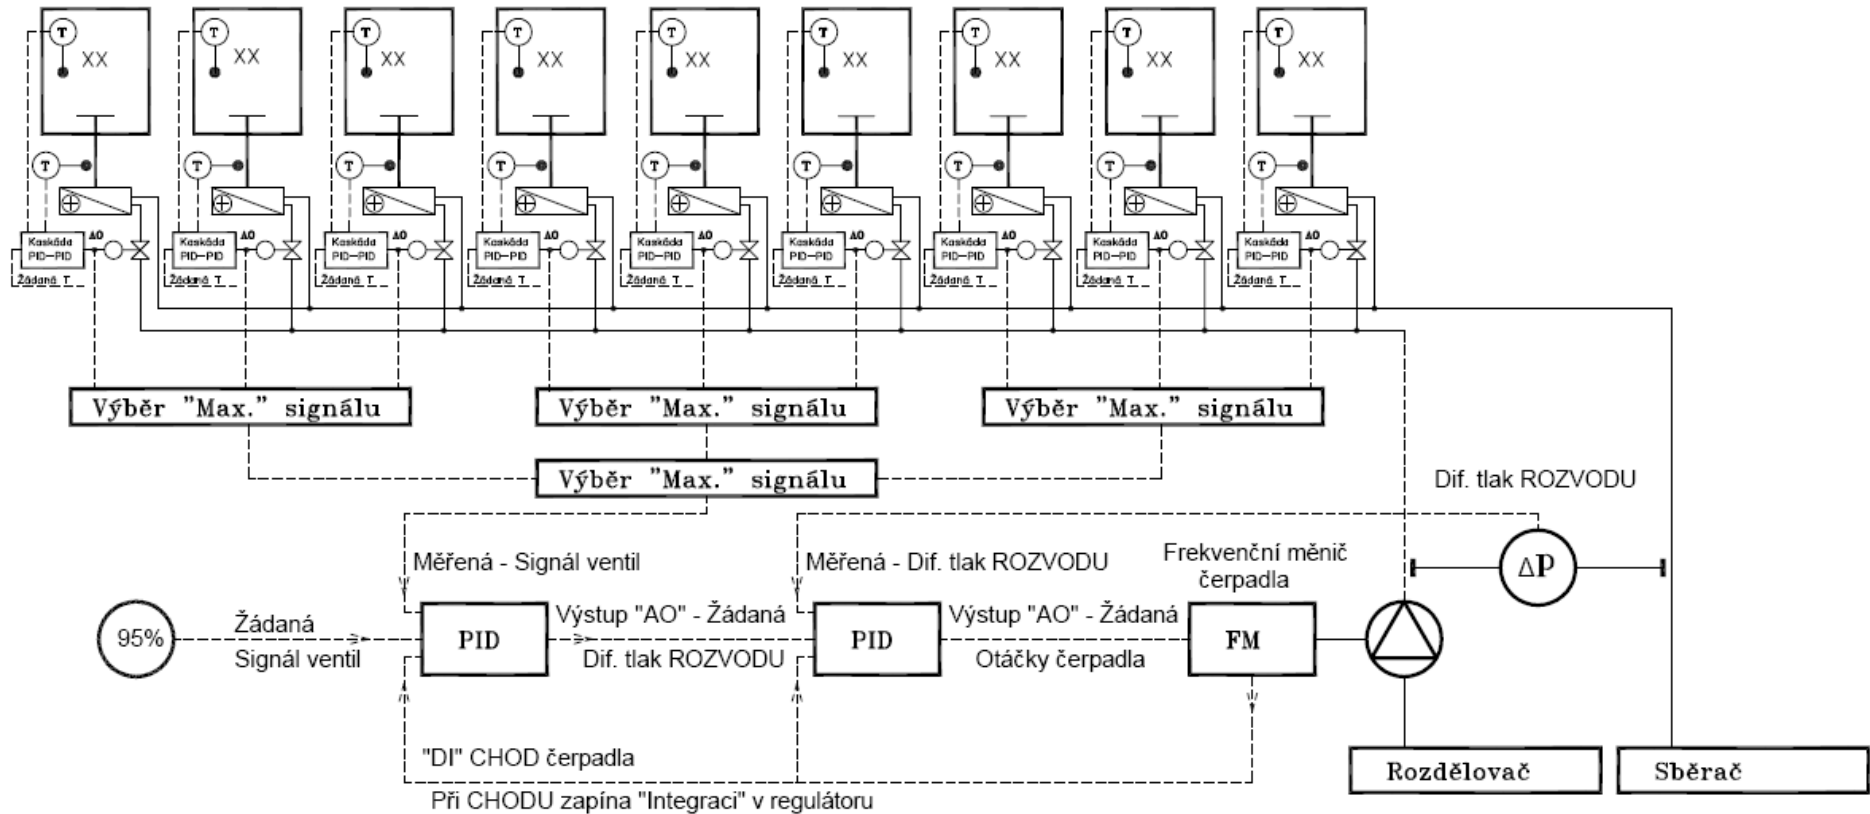 T T T T T T T T T
XX XX XX XX XX XX XX XX XX
T T T T T T T T T
AO AO AO AO AO AO AO AO AO
Kaskáda Kaskáda Kaskáda Kaskáda Kaskáda Kaskáda Kaskáda Kaskáda Kaskáda
PID-PID PID-PID PID-PID PID-PID PID-PID PID-PID PID-PID PID-PID PID-PID
Žádaná T Žádaná T Žádaná T Žádaná T Žádaná T Žádaná T Žádaná T Žádaná T Žádaná T
Výběr "Max." signálu Výběr "Max." signálu Výběr "Max." signálu
Výběr "Max." signálu
Dif. tlak ROZVODU
ΔP
Měřená - Signál ventil
Měřená - Dif. tlak ROZVODU
Frekvenční měnič
čerpadla
95%
Žádaná
Signál ventil
PID
Výstup "AO" - Žádaná
Dif. tlak ROZVODU
PID
Výstup "AO" - Žádaná
Otáčky čerpadla
FM
"DI" CHOD čerpadla
Při CHODU zapína "Integraci" v regulátoru
Rozdělovač
Sběrač